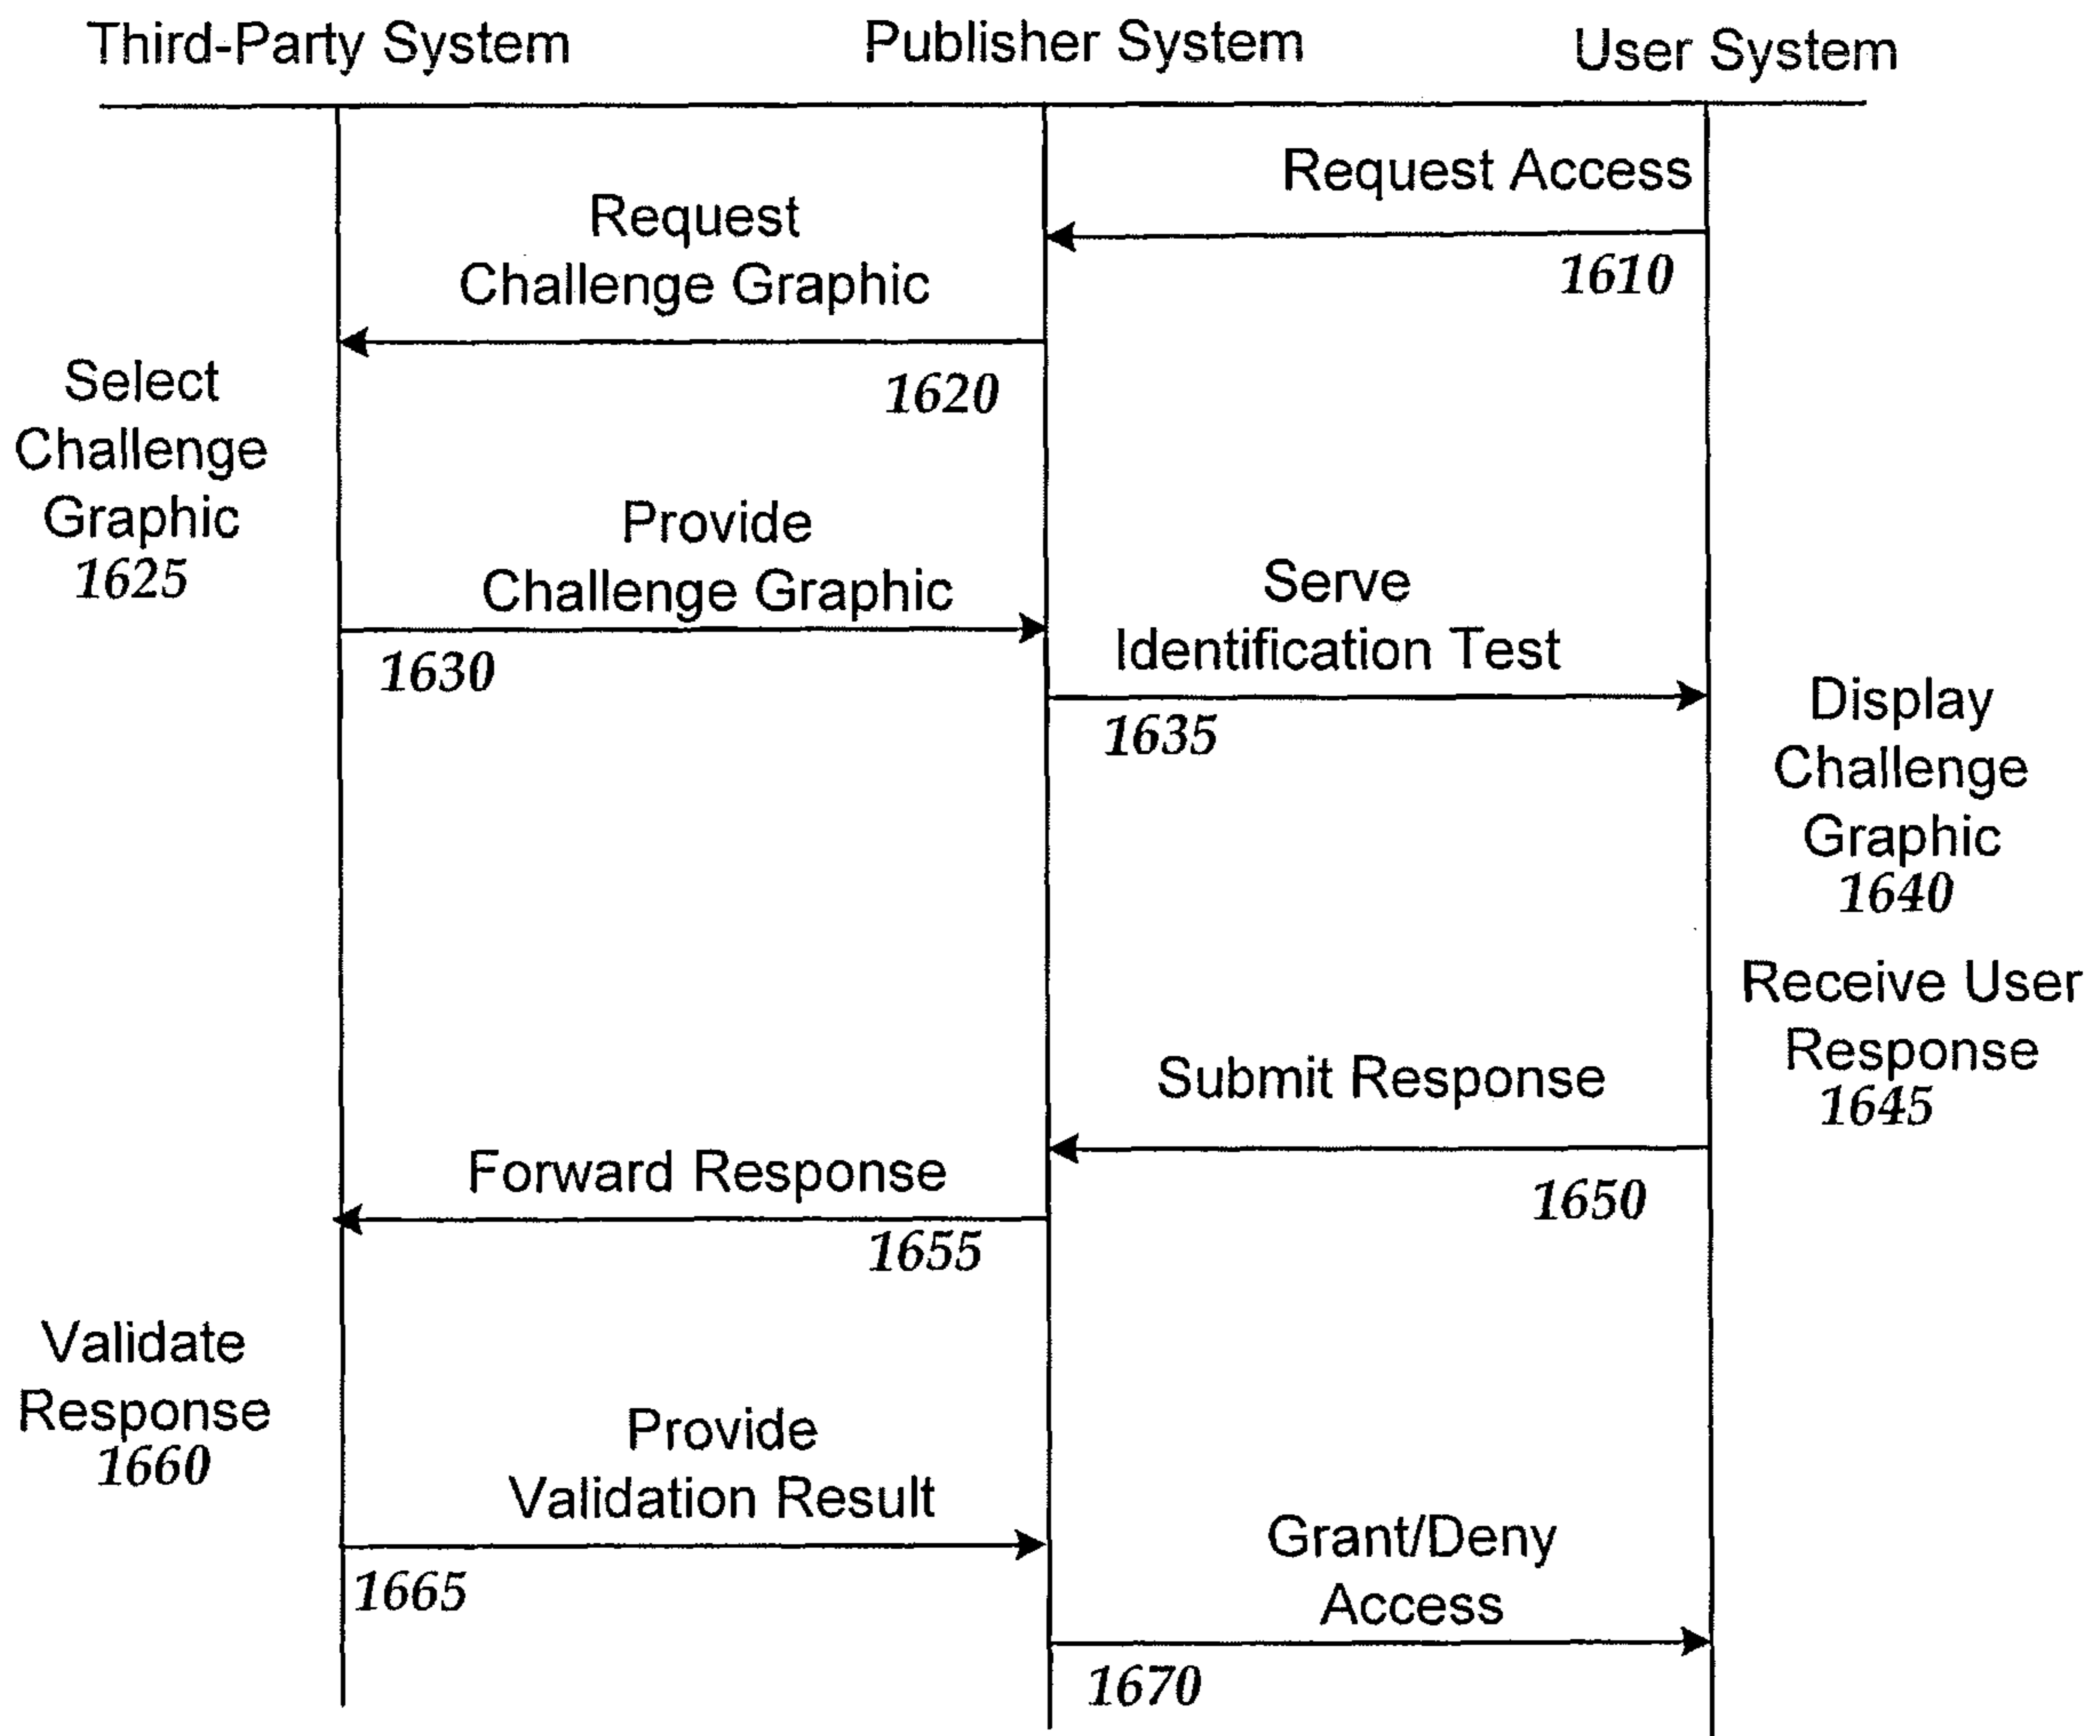 Third-Party System
Publisher System
User System
Request Access
1610
Request
Challenge Graphic
1620
Select
Challenge
Graphic
1625
Provide
Challenge Graphic
1630
Serve
Identification Test
1635
Display
Challenge
Graphic
1640
Receive User
Response
1645
Submit Response
1650
Forward Response
1655
Validate
Response
1660
Provide
Validation Result
1665
Grant/Deny
Access
1670